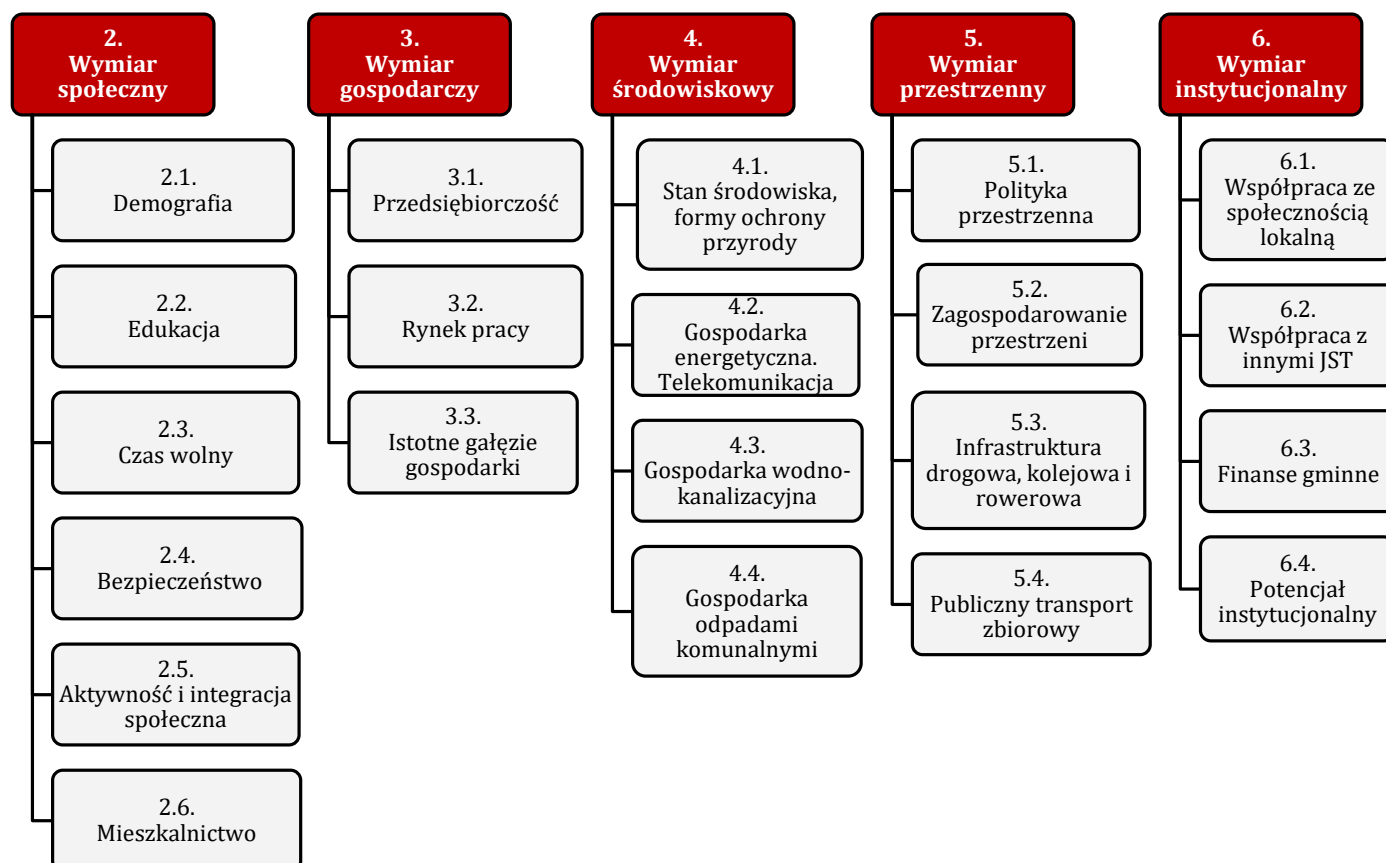 2.
Wymiar
społeczny
2.1.
Demografia
2.2.
Edukacja
2.3.
Czas wolny
2.4.
Bezpieczeństwo
2.5.
Aktywność i integracja
społeczna
2.6.
Mieszkalnictwo
3.
Wymiar
gospodarczy
3.1.
Przedsiębiorczość
3.2.
Rynek pracy
3.3.
Istotne gałęzie
gospodarki
4.
Wymiar
środowiskowy
4.1.
Stan środowiska,
formy ochrony
przyrody
4.2.
Gospodarka
energetyczna.
Telekomunikacja
4.3.
Gospodarka wodno-
kanalizacyjna
4.4.
Gospodarka
odpadami
komunalnymi
5.
Wymiar
przestrzenny
5.1.
Polityka
przestrzenna
5.2.
Zagospodarowanie
przestrzeni
5.3.
Infrastruktura
drogowa, kolejowa i
rowerowa
5.4.
Publiczny transport
zbiorowy
6.
Wymiar
instytucjonalny
6.1.
Współpraca ze
społecznością
lokalną
6.2.
Współpraca z
innymi JST
6.3.
Finanse gminne
6.4.
Potencjał
instytucjonalny